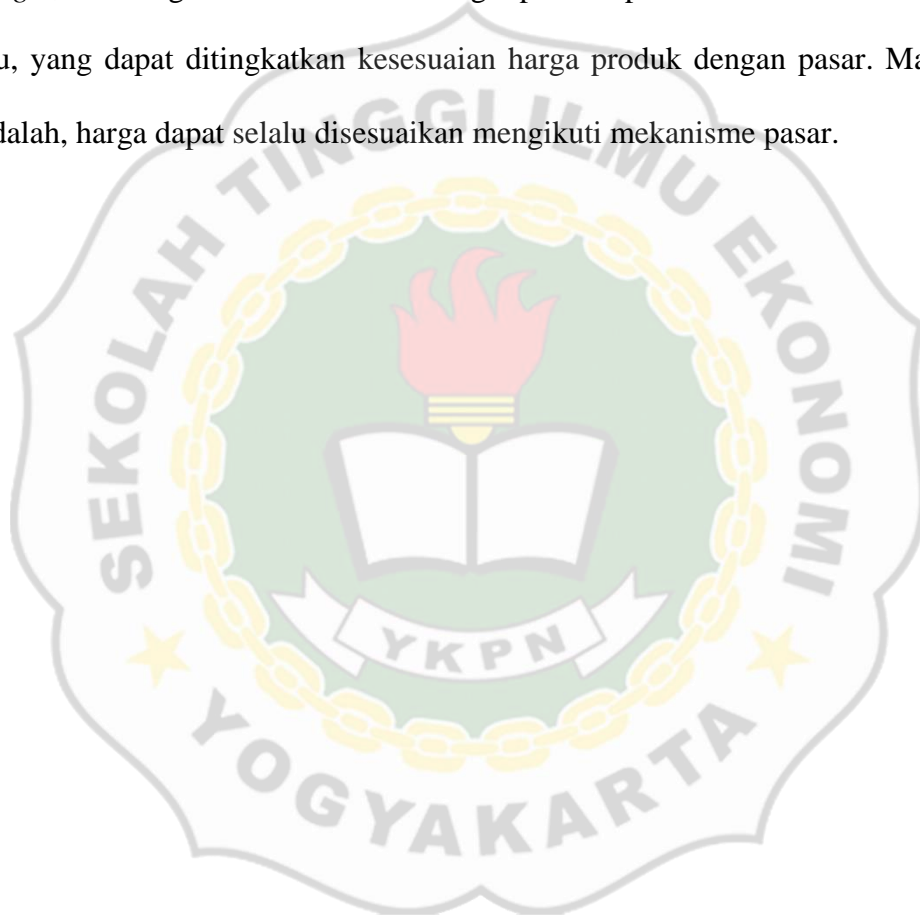 u, yang dapat ditingkatkan kesesuaian harga produk dengan pasar. Ma
dalah, harga dapat selalu disesuaikan mengikuti mekanisme pasar.
SEKOLAH TINGGI ILMU EKONOMI
YKPN
YOGYAKARTA